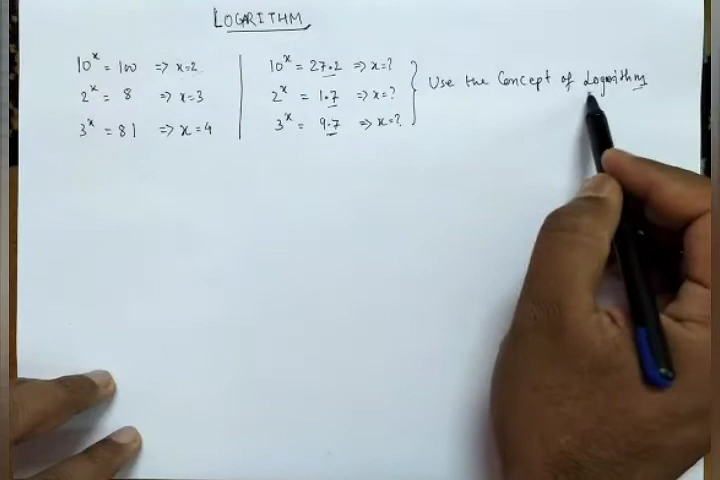 LOGARITHM
10^x = 100 => x=2
2^x = 8 => x=3
3^x = 81 => x=4
10^x = 27.2 => x=?
2^x = 1.7 => x=?
3^x = 9.7 => x=?
Use the Concept of Logarithm